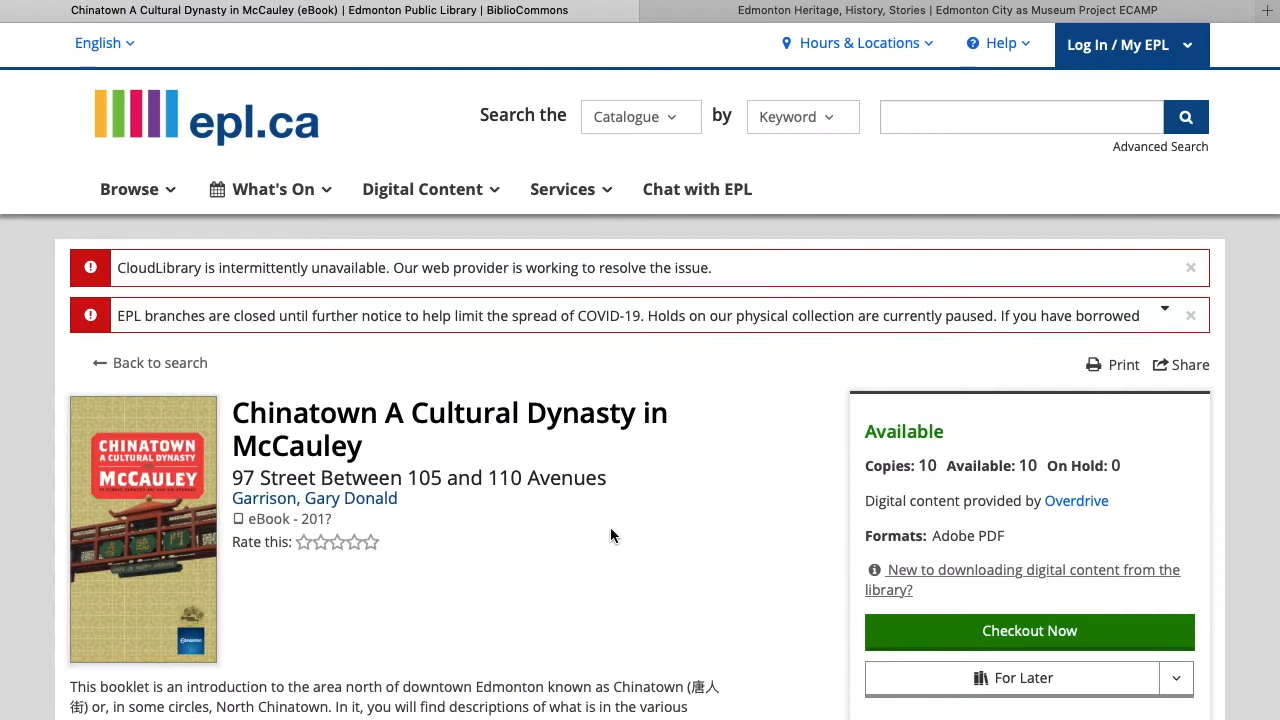 Chinatown A Cultural Dynasty in McCauley (eBook) | Edmonton Public Library | BiblioCommons
Edmonton Heritage, History, Stories | Edmonton City as Museum Project ECAMP
English
Hours & Locations
Help
Log In / My EPL
epl.ca
Search the
Catalogue
by
Keyword
Advanced Search
Browse
What's On
Digital Content
Services
Chat with EPL
CloudLibrary is intermittently unavailable. Our web provider is working to resolve the issue.
EPL branches are closed until further notice to help limit the spread of COVID-19. Holds on our physical collection are currently paused. If you have borrowed
Back to search
Print
Share
CHINATOWN
A CULTURAL DYNASTY
McCAULEY
Edmonton
Chinatown A Cultural Dynasty in
McCauley
97 Street Between 105 and 110 Avenues
Garrison, Gary Donald
eBook - 201?
Rate this:
This booklet is an introduction to the area north of downtown Edmonton known as Chinatown (唐人
街) or, in some circles, North Chinatown. In it, you will find descriptions of what is in the various
Available
Copies: 10 Available: 10 On Hold: 0
Digital content provided by Overdrive
Formats: Adobe PDF
New to downloading digital content from the
library?
Checkout Now
For Later